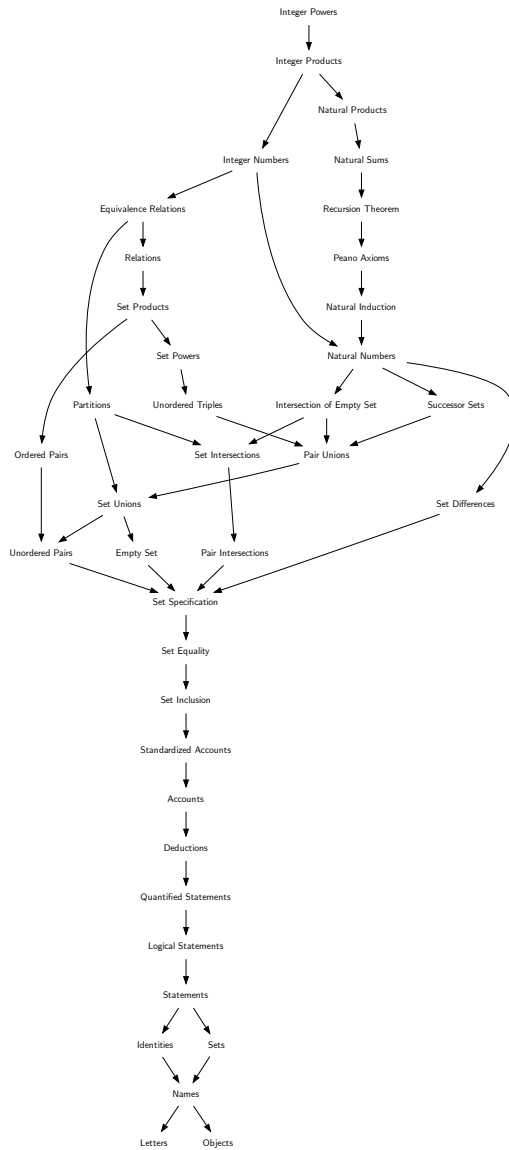 Integer Powers
Integer Products
Natural Products
Integer Numbers
Natural Sums
Equivalence Relations
Recursion Theorem
Relations
Peano Axioms
Set Products
Natural Induction
Set Powers
Natural Numbers
Partitions
Unordered Triples
Intersection of Empty Set
Successor Sets
Ordered Pairs
Set Intersections
Pair Unions
Set Unions
Set Differences
Unordered Pairs
Empty Set
Pair Intersections
Set Specification
Set Equality
Set Inclusion
Standardized Accounts
Accounts
Deductions
Quantified Statements
Logical Statements
Statements
Identities
Sets
Names
Letters
Objects